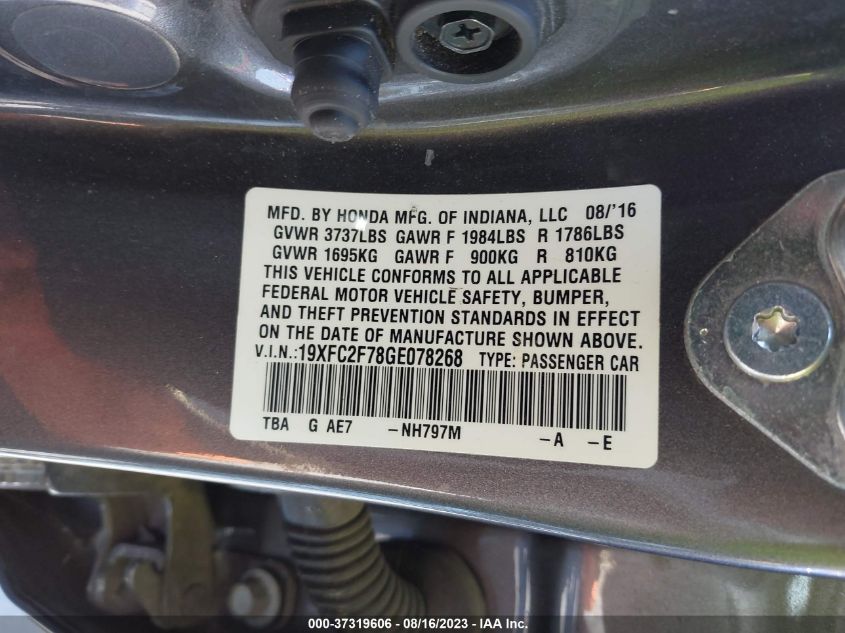 MFD. BY HONDA MFG. OF INDIANA, LLC 08/'16
GVWR 3737LBS GAWR F 1984LBS R 1786LBS
GVWR 1695KG GAWR F 900KG R 810KG
THIS VEHICLE CONFORMS TO ALL APPLICABLE
FEDERAL MOTOR VEHICLE SAFETY, BUMPER,
AND THEFT PREVENTION STANDARDS IN EFFECT
ON THE DATE OF MANUFACTURE SHOWN ABOVE.
V.I.N.:19XFC2F78GE078268 TYPE: PASSENGER CAR
TBA G AE7 -NH797M -A -E
000-37319606 - 08/16/2023 - IAA Inc.